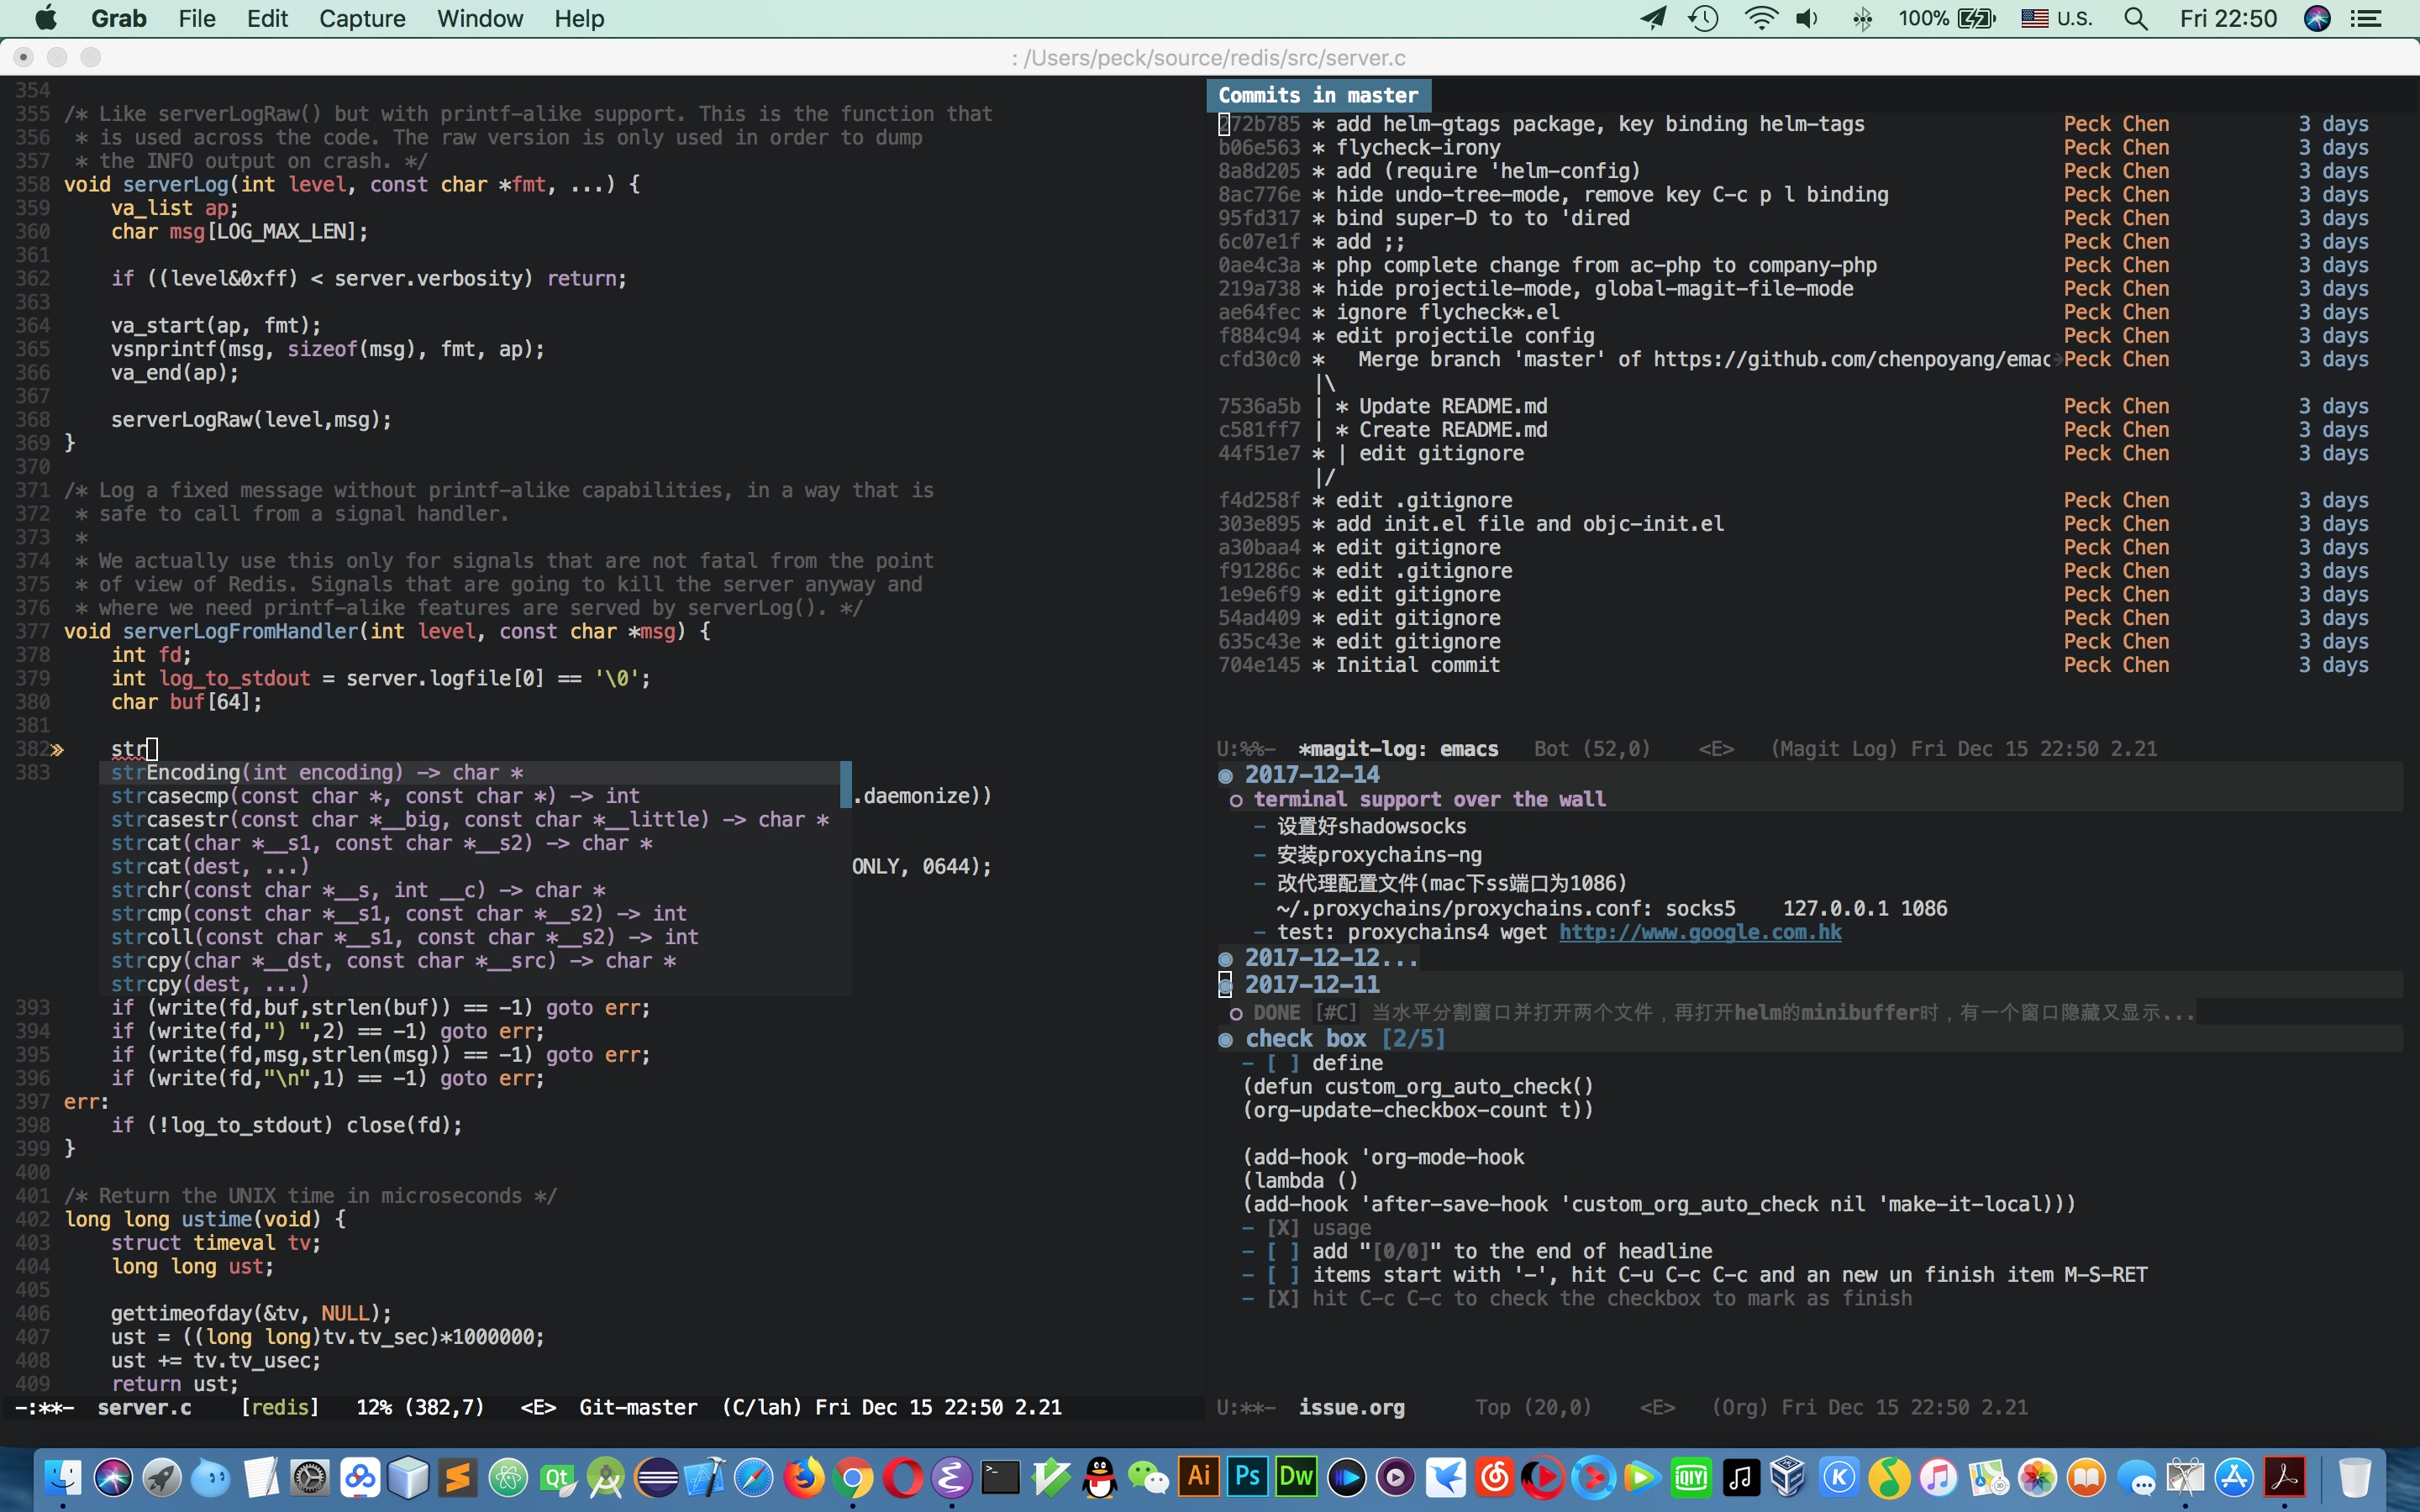 Grab File Edit Capture Window Help 100% U.S. Fri 22:50
: /Users/peck/source/redis/src/server.c
354
355 /* Like serverLogRaw() but with printf-alike support. This is the function that
356  * is used across the code. The raw version is only used in order to dump
357  * the INFO output on crash. */
358 void serverLog(int level, const char *fmt, ...) {
359     va_list ap;
360     char msg[LOG_MAX_LEN];
361
362     if ((level&0xff) < server.verbosity) return;
363
364     va_start(ap, fmt);
365     vsnprintf(msg, sizeof(msg), fmt, ap);
366     va_end(ap);
367
368     serverLogRaw(level,msg);
369 }
370
371 /* Log a fixed message without printf-alike capabilities, in a way that is
372  * safe to call from a signal handler.
373  *
374  * We actually use this only for signals that are not fatal from the point
375  * of view of Redis. Signals that are going to kill the server anyway and
376  * where we need printf-alike features are served by serverLog(). */
377 void serverLogFromHandler(int level, const char *msg) {
378     int fd;
379     int log_to_stdout = server.logfile[0] == '\0';
380     char buf[64];
381
382     str
383     strEncoding(int encoding) -> char *
strcasecmp(const char *, const char *) -> int .daemonize))
strcasestr(const char *__big, const char *__little) -> char *
strcat(char *__s1, const char *__s2) -> char *
strcat(dest, ...) ONLY, 0644);
strchr(const char *__s, int __c) -> char *
strcmp(const char *__s1, const char *__s2) -> int
strcoll(const char *__s1, const char *__s2) -> int
strcpy(char *__dst, const char *__src) -> char *
strcpy(dest, ...)
393     if (write(fd,buf,strlen(buf)) == -1) goto err;
394     if (write(fd,") ",2) == -1) goto err;
395     if (write(fd,msg,strlen(msg)) == -1) goto err;
396     if (write(fd,"\n",1) == -1) goto err;
397 err:
398     if (!log_to_stdout) close(fd);
399 }
400
401 /* Return the UNIX time in microseconds */
402 long long ustime(void) {
403     struct timeval tv;
404     long long ust;
405
406     gettimeofday(&tv, NULL);
407     ust = ((long long)tv.tv_sec)*1000000;
408     ust += tv.tv_usec;
409     return ust;
-:**-  server.c    [redis]   12% (382,7)   <E>  Git-master  (C/lah) Fri Dec 15 22:50 2.21
Commits in master
272b785 * add helm-gtags package, key binding helm-tags Peck Chen 3 days
b06e563 * flycheck-irony Peck Chen 3 days
8a8d205 * add (require 'helm-config) Peck Chen 3 days
8ac776e * hide undo-tree-mode, remove key C-c p l binding Peck Chen 3 days
95fd317 * bind super-D to to 'dired Peck Chen 3 days
6c07e1f * add ;; Peck Chen 3 days
0ae4c3a * php complete change from ac-php to company-php Peck Chen 3 days
219a738 * hide projectile-mode, global-magit-file-mode Peck Chen 3 days
ae64fec * ignore flycheck*.el Peck Chen 3 days
f884c94 * edit projectile config Peck Chen 3 days
cfd30c0 *   Merge branch 'master' of https://github.com/chenpoyang/emac Peck Chen 3 days
|\
7536a5b | * Update README.md Peck Chen 3 days
c581ff7 | * Create README.md Peck Chen 3 days
44f51e7 * | edit gitignore Peck Chen 3 days
|/
f4d258f * edit .gitignore Peck Chen 3 days
303e895 * add init.el file and objc-init.el Peck Chen 3 days
a30baa4 * edit gitignore Peck Chen 3 days
f91286c * edit .gitignore Peck Chen 3 days
1e9e6f9 * edit gitignore Peck Chen 3 days
54ad409 * edit gitignore Peck Chen 3 days
635c43e * edit gitignore Peck Chen 3 days
704e145 * Initial commit Peck Chen 3 days
U:%%-  *magit-log: emacs   Bot (52,0)    <E>   (Magit Log) Fri Dec 15 22:50 2.21
2017-12-14
terminal support over the wall
- 设置好shadowsocks
- 安装proxychains-ng
- 改代理配置文件(mac下ss端口为1086)
~/.proxychains/proxychains.conf: socks5    127.0.0.1 1086
- test: proxychains4 wget http://www.google.com.hk
2017-12-12...
2017-12-11
DONE [#C] 当水平分割窗口并打开两个文件，再打开helm的minibuffer时，有一个窗口隐藏又显示...
check box [2/5]
- [ ] define
(defun custom_org_auto_check()
(org-update-checkbox-count t))
(add-hook 'org-mode-hook
(lambda ()
(add-hook 'after-save-hook 'custom_org_auto_check nil 'make-it-local)))
- [X] usage
- [ ] add "[0/0]" to the end of headline
- [ ] items start with '-', hit C-u C-c C-c and an new un finish item M-S-RET
- [X] hit C-c C-c to check the checkbox to mark as finish
U:**-  issue.org      Top (20,0)    <E>   (Org) Fri Dec 15 22:50 2.21
Qt Ai Ps Dw iQIYI K